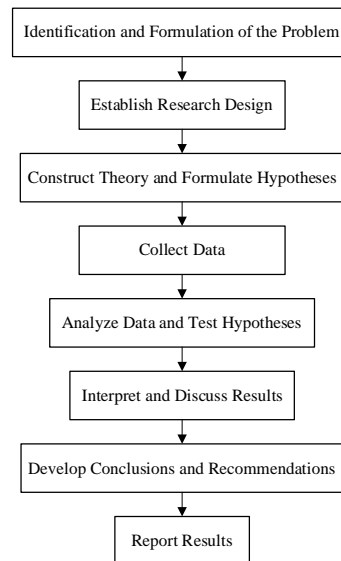 Identification and Formulation of the Problem
Establish Research Design
Construct Theory and Formulate Hypotheses
Collect Data
Analyze Data and Test Hypotheses
Interpret and Discuss Results
Develop Conclusions and Recommendations
Report Results